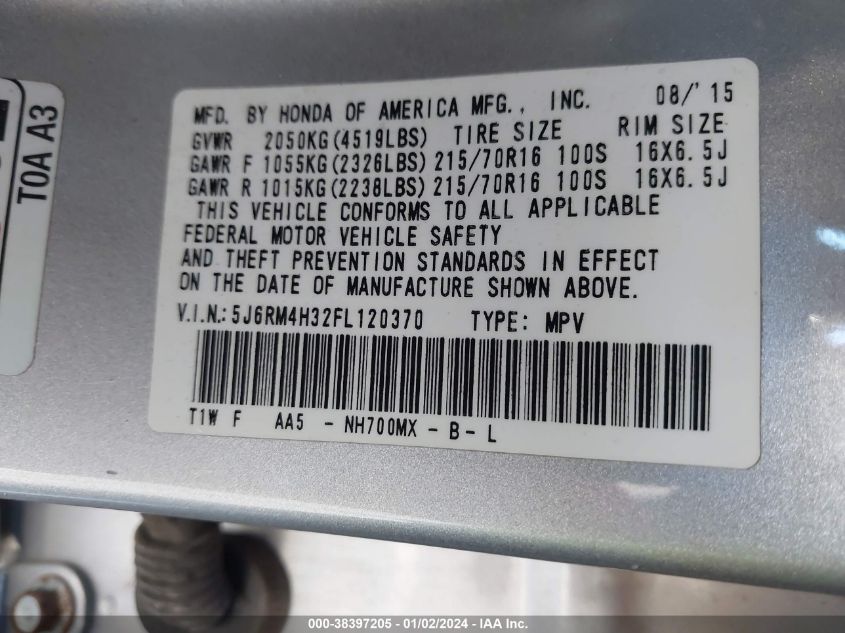 T0A A3
MFD. BY HONDA OF AMERICA MFG., INC. 08/'15
GVWR 2050KG(4519LBS) TIRE SIZE RIM SIZE
GAWR F 1055KG(2326LBS) 215/70R16 100S 16X6.5J
GAWR R 1015KG(2238LBS) 215/70R16 100S 16X6.5J
THIS VEHICLE CONFORMS TO ALL APPLICABLE
FEDERAL MOTOR VEHICLE SAFETY
AND THEFT PREVENTION STANDARDS IN EFFECT
ON THE DATE OF MANUFACTURE SHOWN ABOVE.
V.I.N.: 5J6RM4H32FL120370 TYPE: MPV
T1W F AA5 - NH700MX - B - L
000-38397205 - 01/02/2024 - IAA Inc.